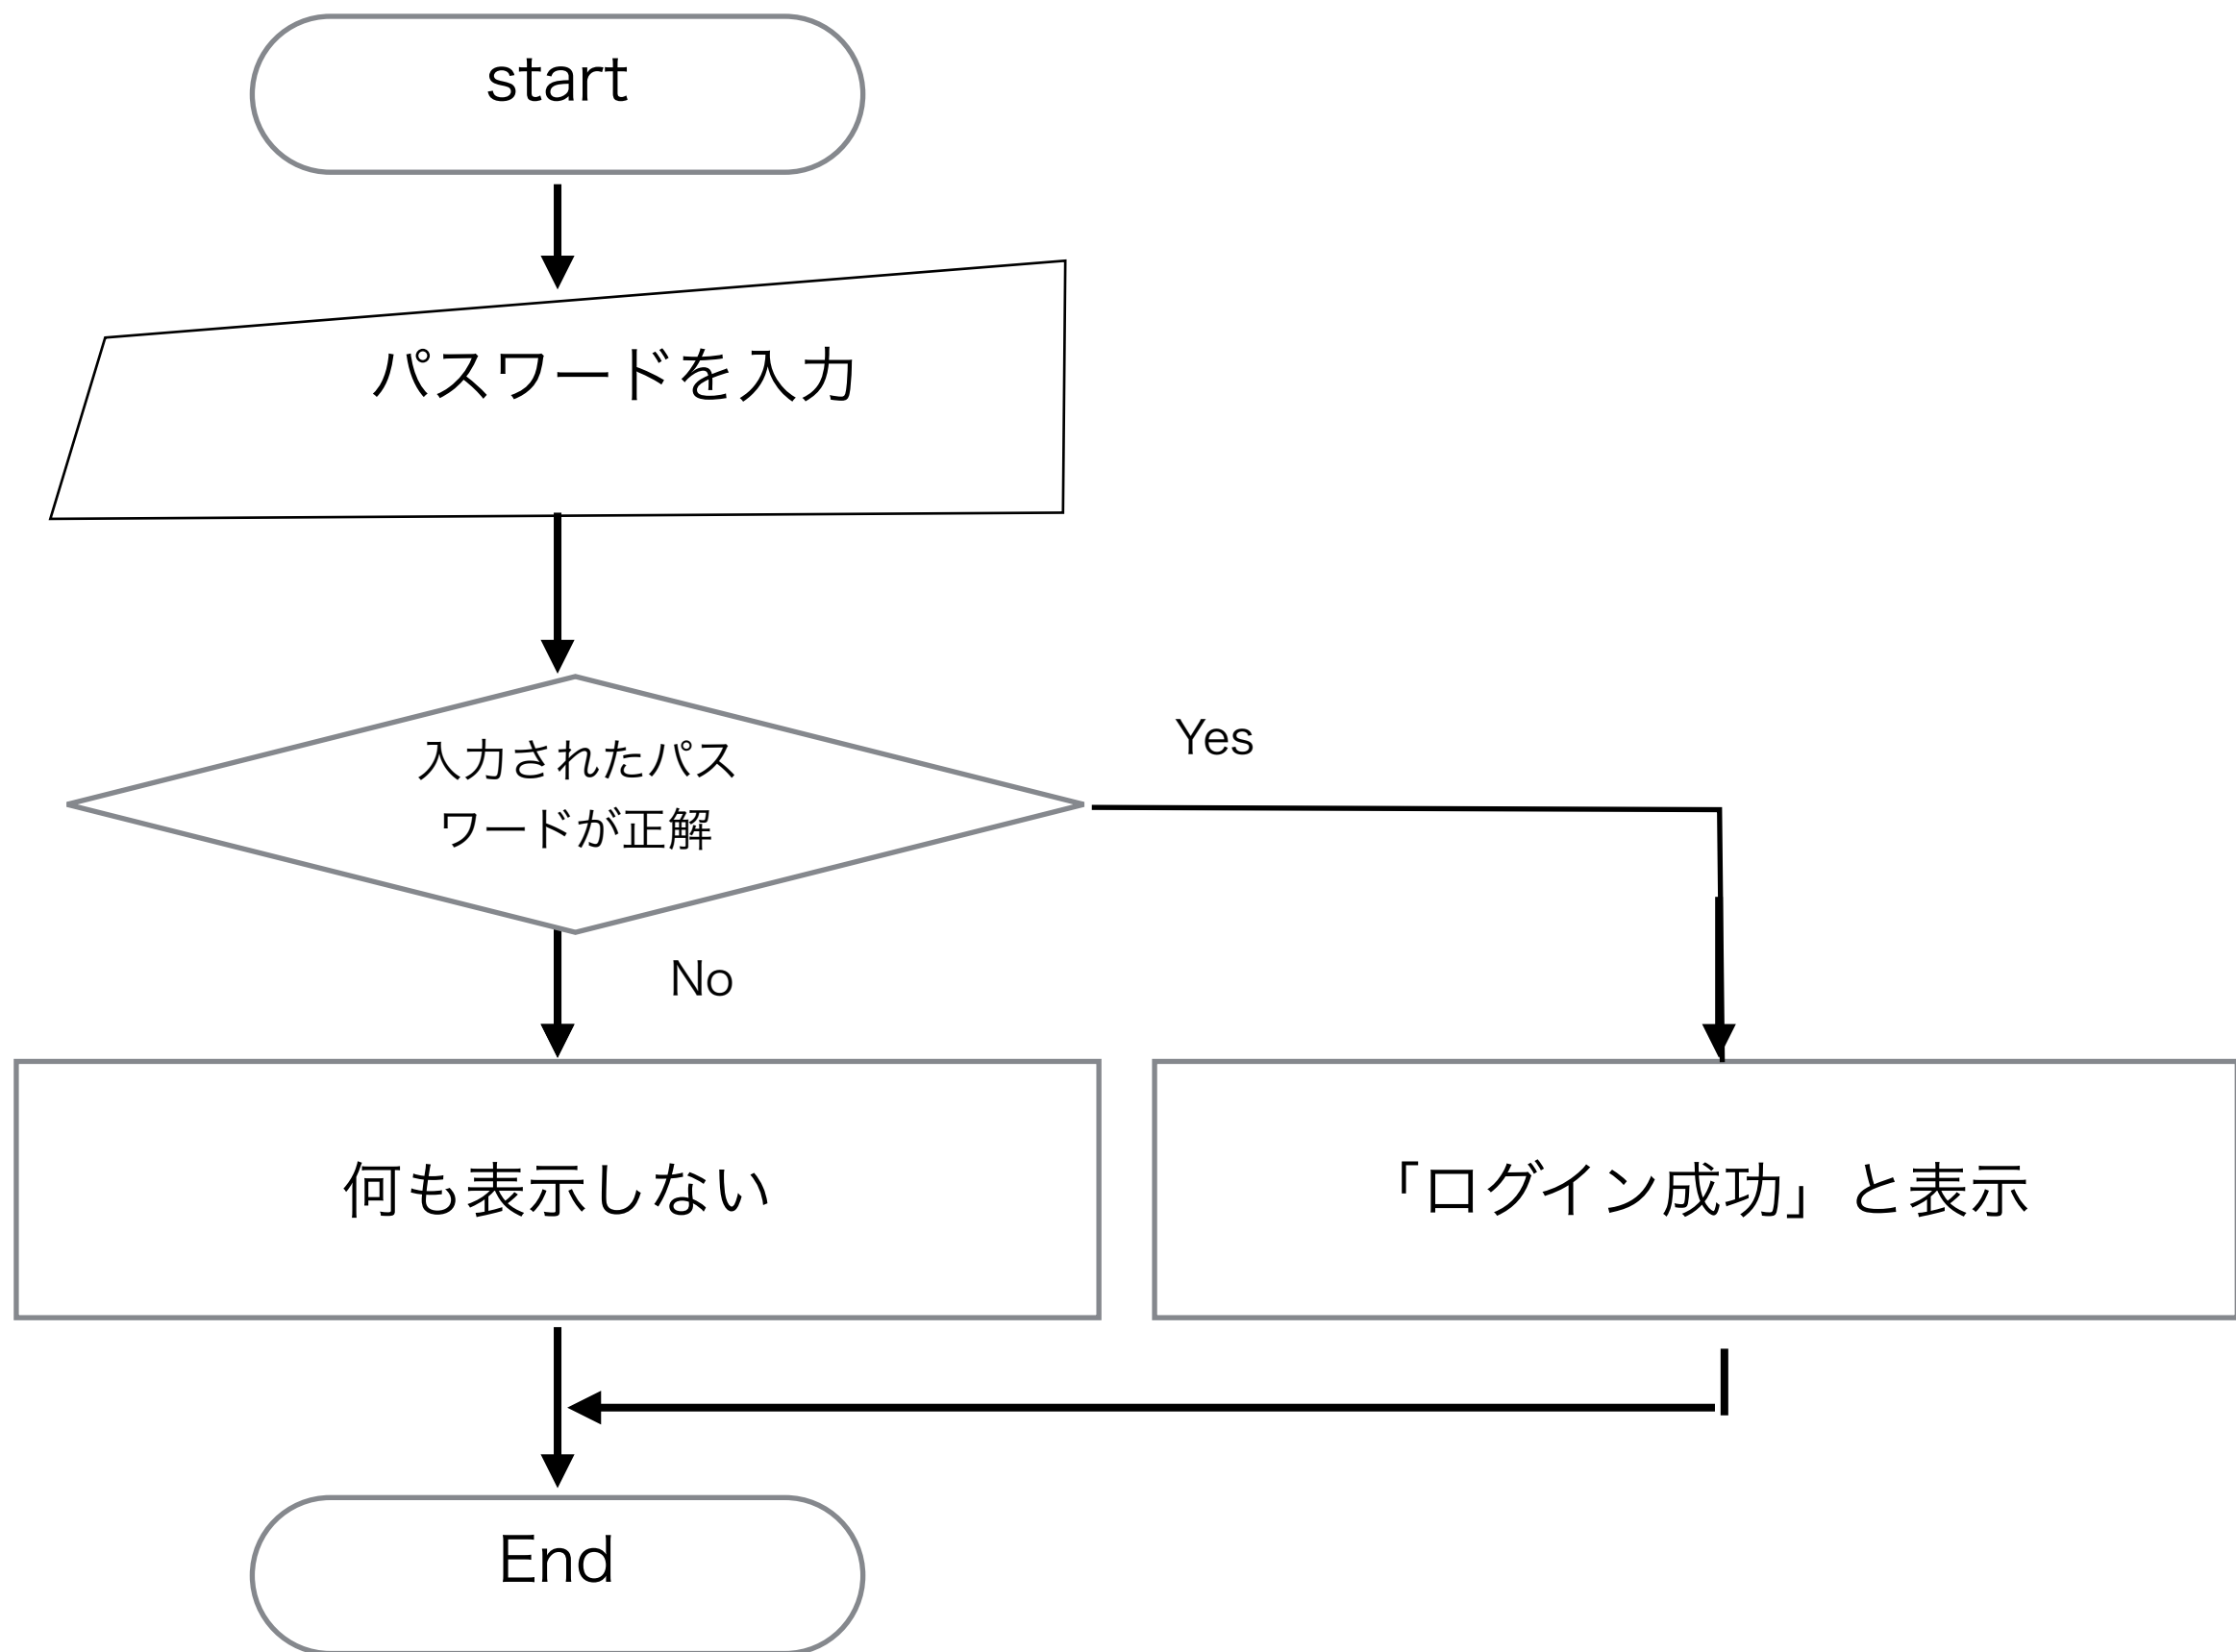 start
パスワードを入力
入力されたパス
ワードが正解
Yes
No
何も表示しない
「ログイン成功」と表示
End